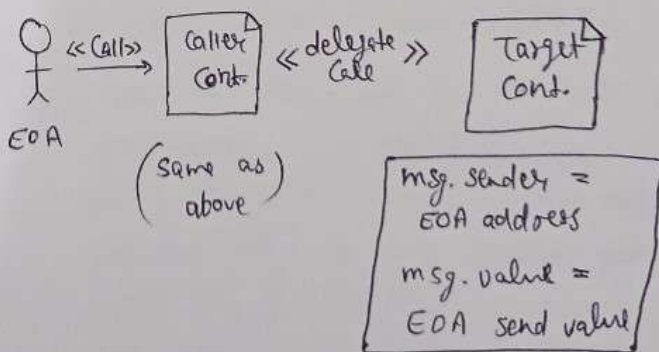 <<Call>>
EOA
Caller
Cont.
<<delegate
Call>>
Target
Cont.
(same as
above)
msg. sender =
EOA address
msg. value =
EOA send value